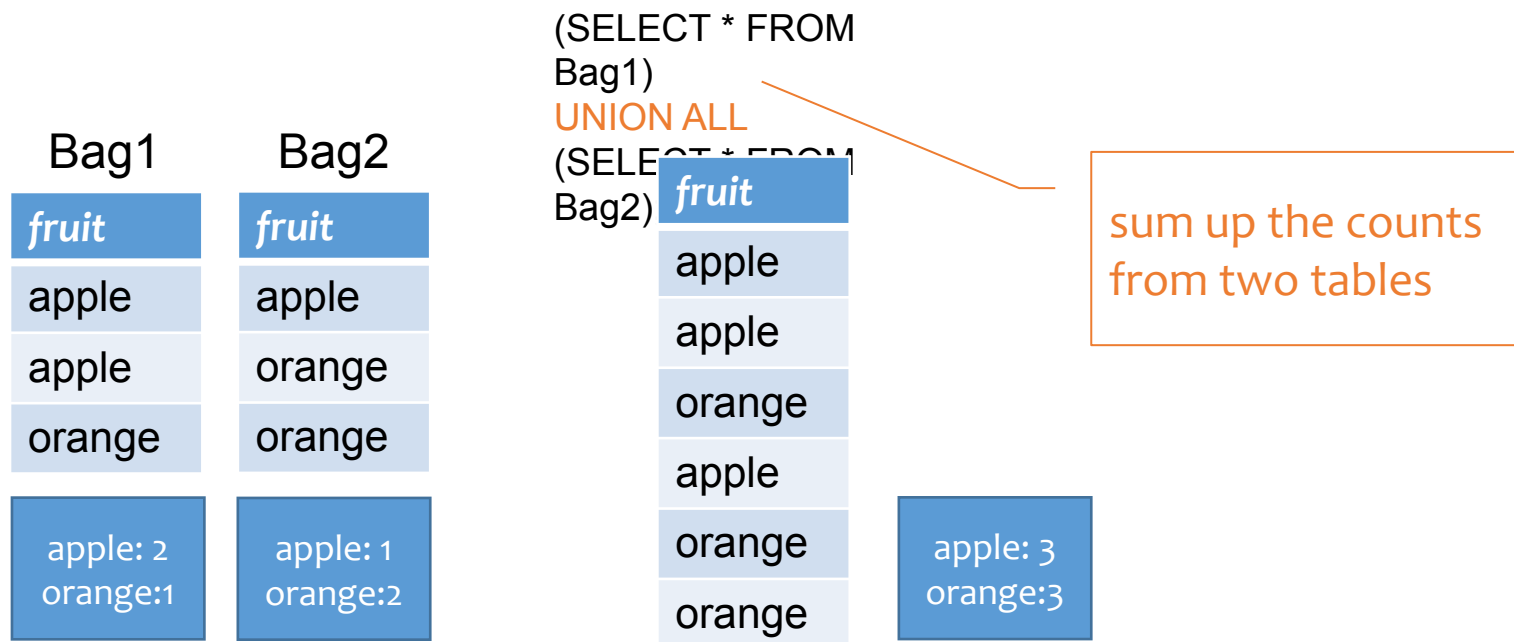 (SELECT * FROM
Bag1)
UNION ALL
(SELECT * FROM
Bag2)
Bag1
fruit
apple
apple
orange
apple: 2
orange:1
Bag2
fruit
apple
orange
orange
apple: 1
orange:2
fruit
apple
apple
orange
apple
orange
orange
apple: 3
orange:3
sum up the counts
from two tables